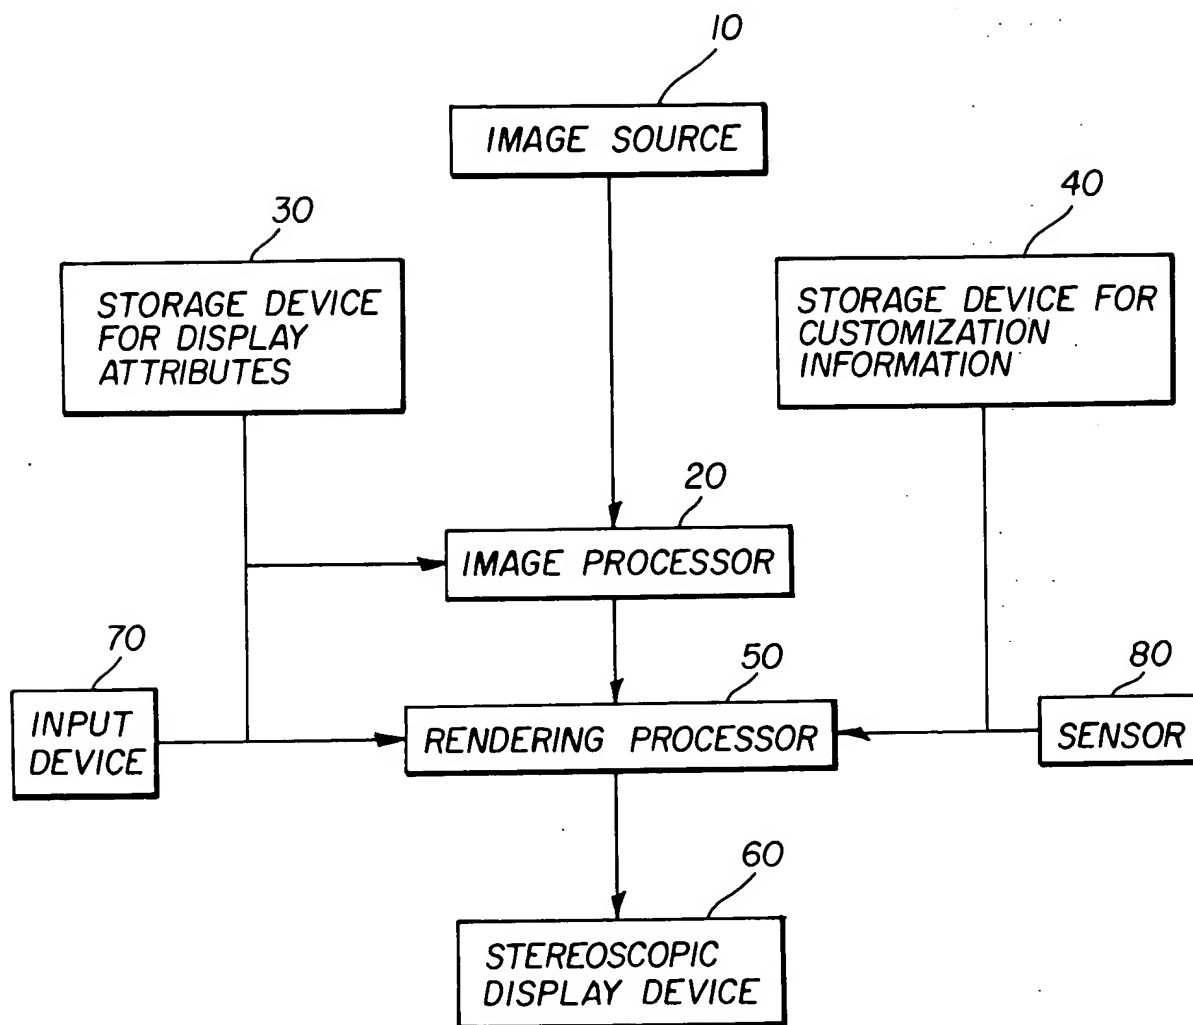 10
IMAGE SOURCE
30
STORAGE DEVICE
FOR DISPLAY
ATTRIBUTES
40
STORAGE DEVICE FOR
CUSTOMIZATION
INFORMATION
20
IMAGE PROCESSOR
70
INPUT
DEVICE
50
RENDERING PROCESSOR
80
SENSOR
60
STEREOSCOPIC
DISPLAY DEVICE